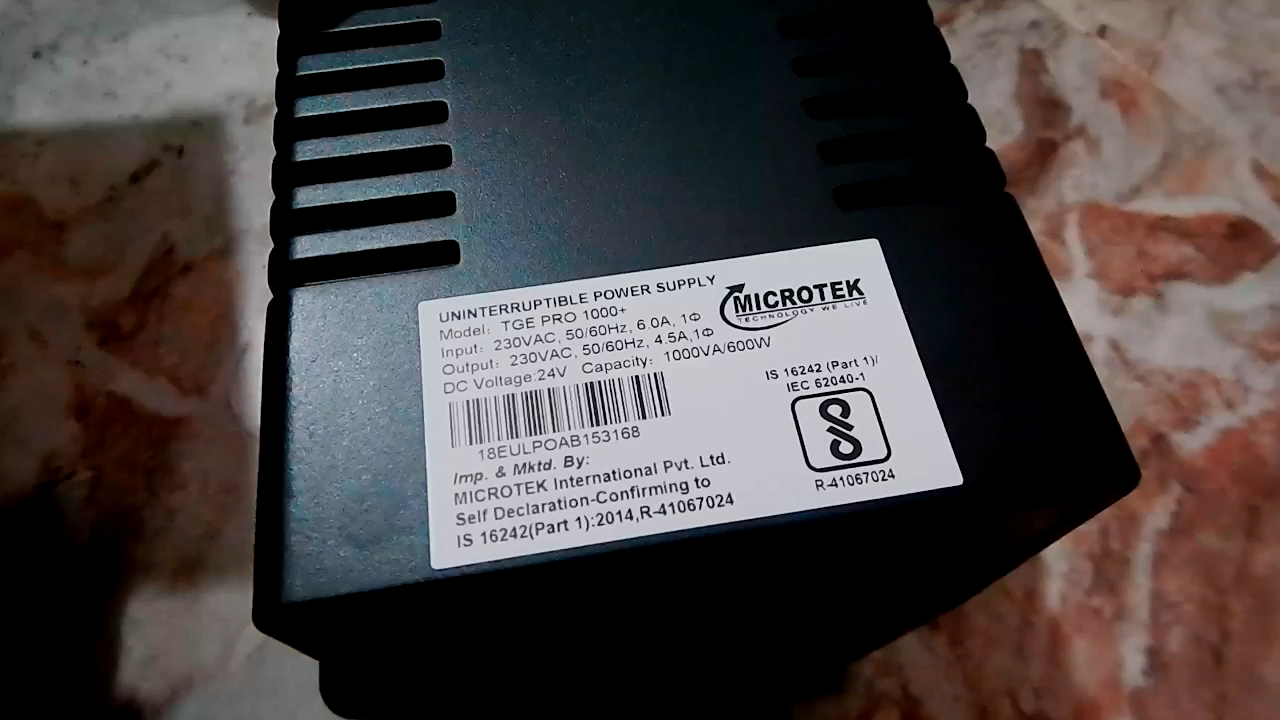 UNINTERRUPTIBLE POWER SUPPLY
Model: TGE PRO 1000+
Input: 230VAC, 50/60Hz, 6.0A, 1Φ
Output: 230VAC, 50/60Hz, 4.5A,1Φ
DC Voltage:24V Capacity: 1000VA/600W
MICROTEK
TECHNOLOGY WE LIVE
18EULPOAB153168
IS 16242 (Part 1)/
IEC 62040-1
R-41067024
Imp. & Mktd. By:
MICROTEK International Pvt. Ltd.
Self Declaration-Confirming to
IS 16242(Part 1):2014,R-41067024